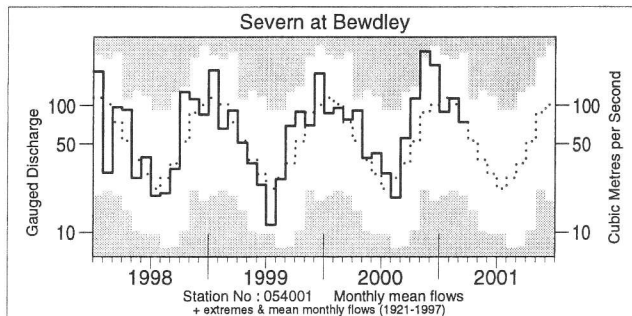 Severn at Bewdley
Gauged Discharge
100
50
10
100
50
10
Cubic Metres per Second
1998 1999 2000 2001
Station No : 054001 Monthly mean flows
+ extremes & mean monthly flows (1921-1997)